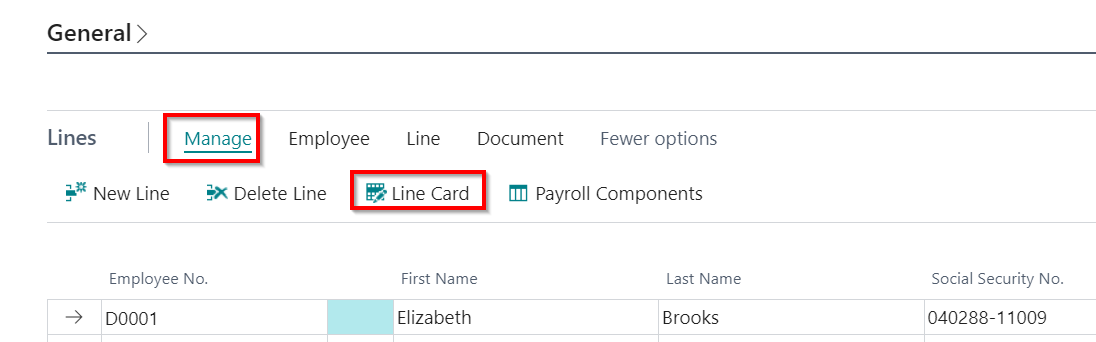 General
Lines Manage Employee Line Document Fewer options
New Line Delete Line Line Card Payroll Components
Employee No. First Name Last Name Social Security No.
D0001 Elizabeth Brooks 040288-11009